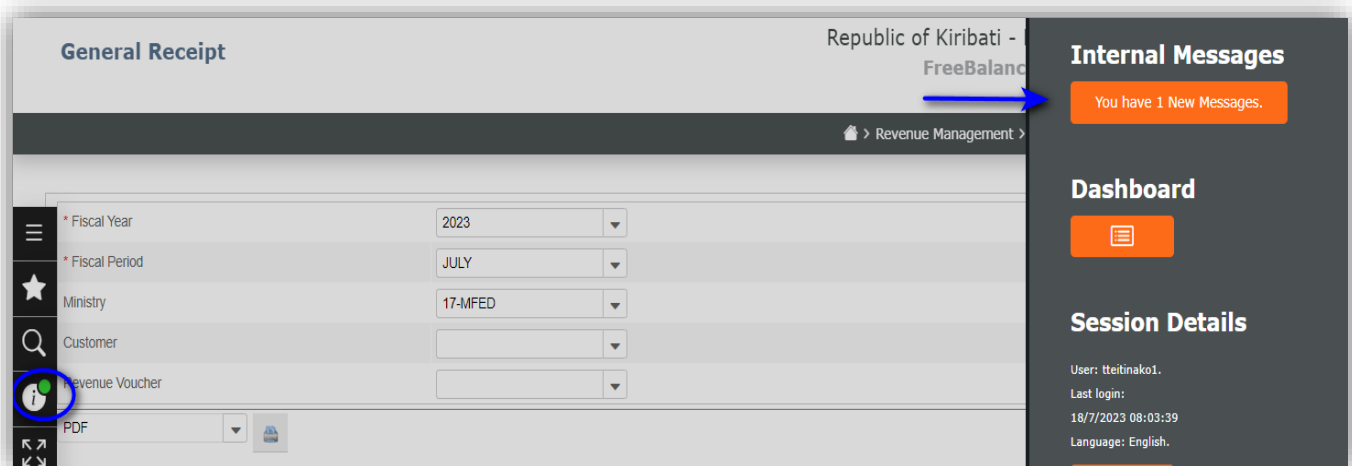 General Receipt
Republic of Kiribati -
FreeBalanc
Revenue Management >
* Fiscal Year
2023
* Fiscal Period
JULY
Ministry
17-MFED
Customer
Revenue Voucher
PDF
Internal Messages
You have 1 New Messages.
Dashboard
Session Details
User: tteitinako1.
Last login:
18/7/2023 08:03:39
Language: English.